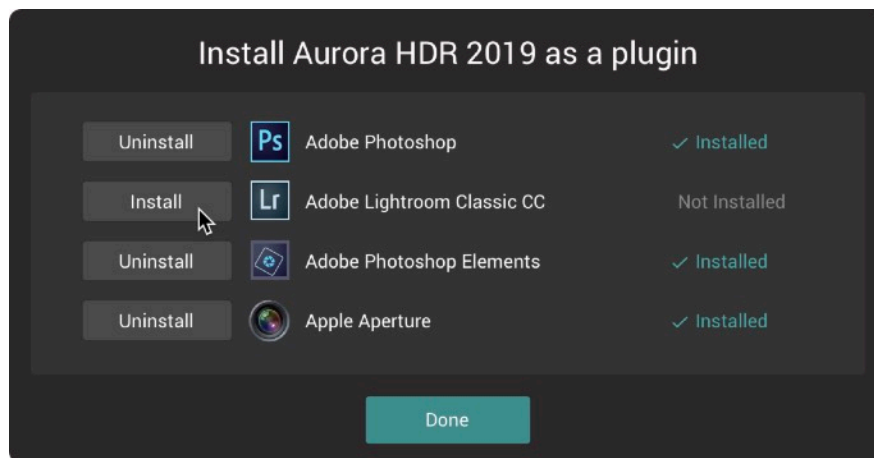 Install Aurora HDR 2019 as a plugin
Uninstall Ps Adobe Photoshop ✓ Installed
Install Lr Adobe Lightroom Classic CC Not Installed
Uninstall Adobe Photoshop Elements ✓ Installed
Uninstall Apple Aperture ✓ Installed
Done